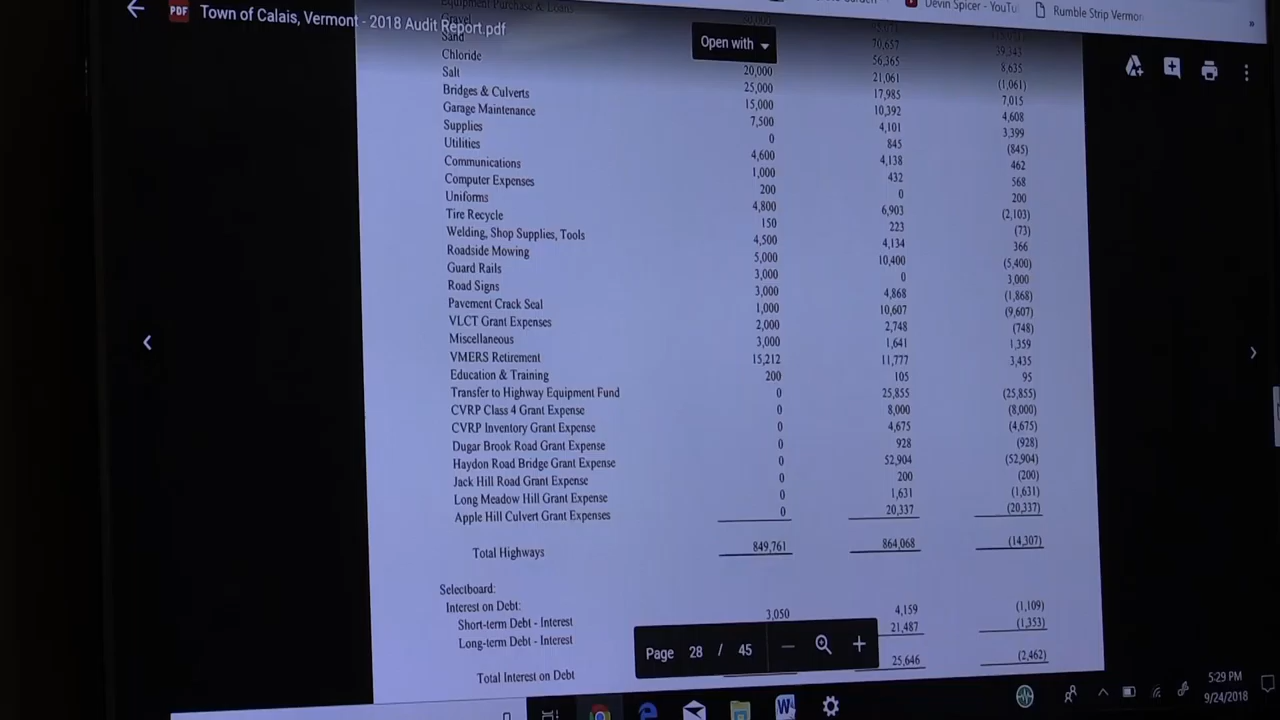 Town of Calais, Vermont - 2018 Audit Report.pdf
PDF
Open with
Devin Spicer - YouTu
Rumble Strip Vermon
Equipment Purchase & Loans
Gravel 70,657 39,343
Sand 56,365 8,635
Chloride 20,000 21,061 (1,061)
Salt 25,000 17,985 7,015
Bridges & Culverts 15,000 10,392 4,608
Garage Maintenance 7,500 4,101 3,399
Supplies 0 845 (845)
Utilities 4,600 4,138 462
Communications 1,000 432 568
Computer Expenses 200 0 200
Uniforms 4,800 6,903 (2,103)
Tire Recycle 150 223 (73)
Welding, Shop Supplies, Tools 4,500 4,134 366
Roadside Mowing 5,000 10,400 (5,400)
Guard Rails 3,000 0 3,000
Road Signs 3,000 4,868 (1,868)
Pavement Crack Seal 1,000 10,607 (9,607)
VLCT Grant Expenses 2,000 2,748 (748)
Miscellaneous 3,000 1,641 1,359
VMERS Retirement 15,212 11,777 3,435
Education & Training 200 105 95
Transfer to Highway Equipment Fund 0 25,855 (25,855)
CVRP Class 4 Grant Expense 0 8,000 (8,000)
CVRP Inventory Grant Expense 0 4,675 (4,675)
Dugar Brook Road Grant Expense 0 928 (928)
Haydon Road Bridge Grant Expense 0 52,904 (52,904)
Jack Hill Road Grant Expense 0 200 (200)
Long Meadow Hill Grant Expense 0 1,631 (1,631)
Apple Hill Culvert Grant Expenses 0 20,337 (20,337)
Total Highways 849,761 864,068 (14,307)
Selectboard:
Interest on Debt:
Short-term Debt - Interest 3,050 4,159 (1,109)
Long-term Debt - Interest 21,487 (1,353)
Total Interest on Debt 25,646 (2,462)
Page 28 / 45
5:29 PM
9/24/2018